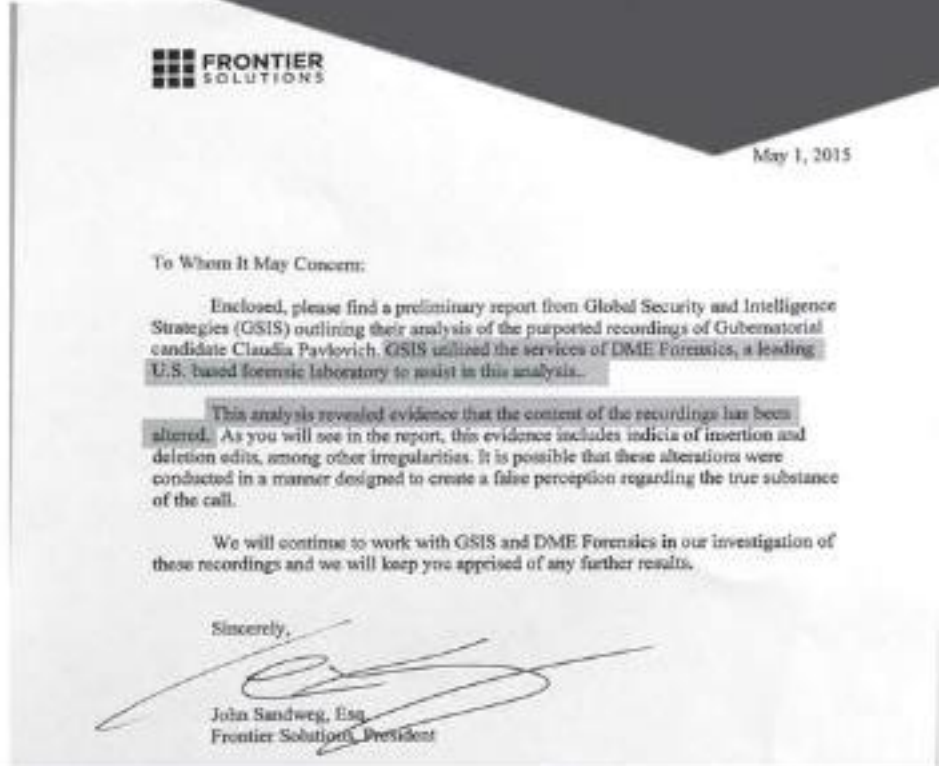 FRONTIER
SOLUTIONS
May 1, 2015
To Whom It May Concern:
Enclosed, please find a preliminary report from Global Security and Intelligence
Strategies (GSIS) outlining their analysis of the purported recordings of Gubernatorial
candidate Claudia Pavlovich. GSIS utilized the services of DME Forensics, a leading
U.S. based forensic laboratory to assist in this analysis..
This analysis revealed evidence that the content of the recordings has been
altered. As you will see in the report, this evidence includes indicia of insertion and
deletion edits, among other irregularities. It is possible that these alterations were
conducted in a manner designed to create a false perception regarding the true substance
of the call.
We will continue to work with GSIS and DME Forensics in our investigation of
these recordings and we will keep you apprised of any further results.
Sincerely,
John Sandweg, Esq.
Frontier Solutions, President